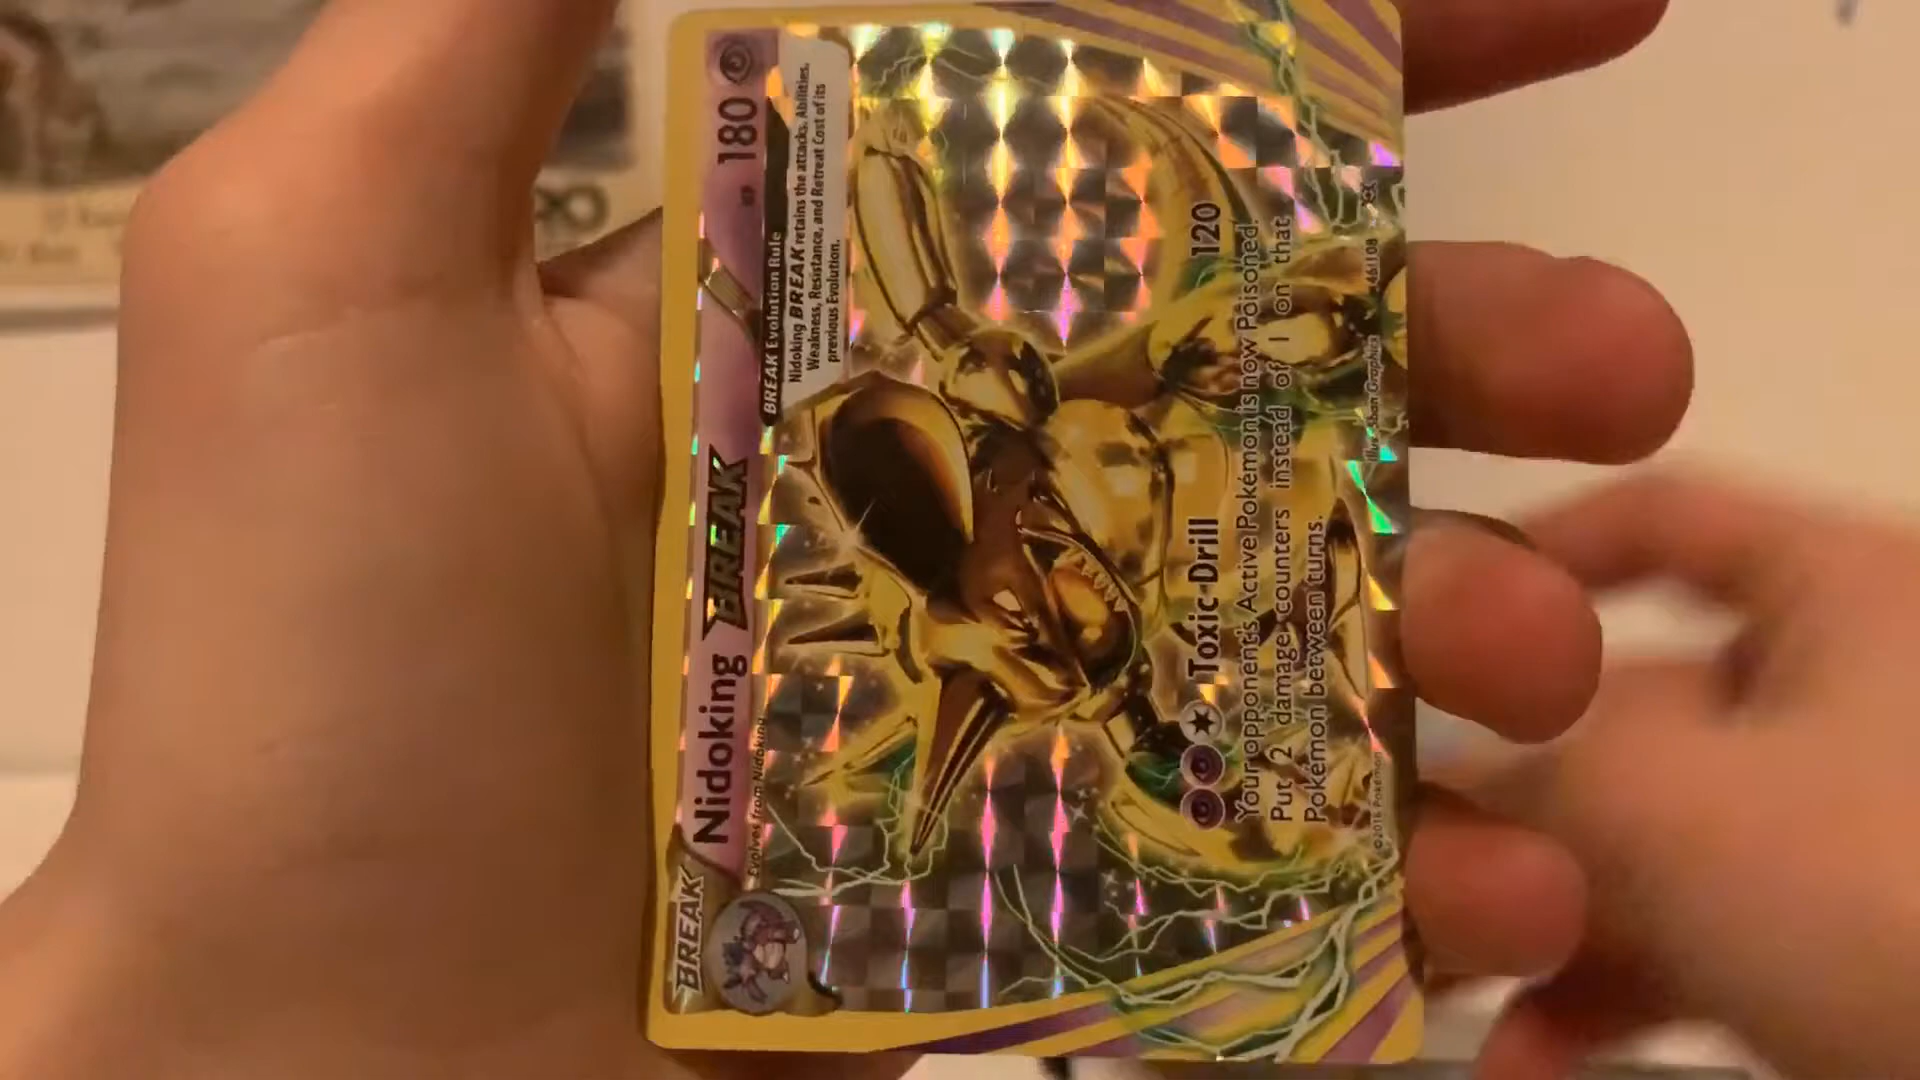 BREAK
Nidoking BREAK
HP 180
Evolves from Nidoking
BREAK Evolution Rule
Nidoking BREAK retains the attacks, Abilities,
Weakness, Resistance, and Retreat Cost of its
previous Evolution.
Toxic Drill 120
Your opponent's Active Pokémon is now Poisoned.
Put 2 damage counters instead of 1 on that
Pokémon between turns.
©2016 Pokémon
Illus. 5ban Graphics
46/108